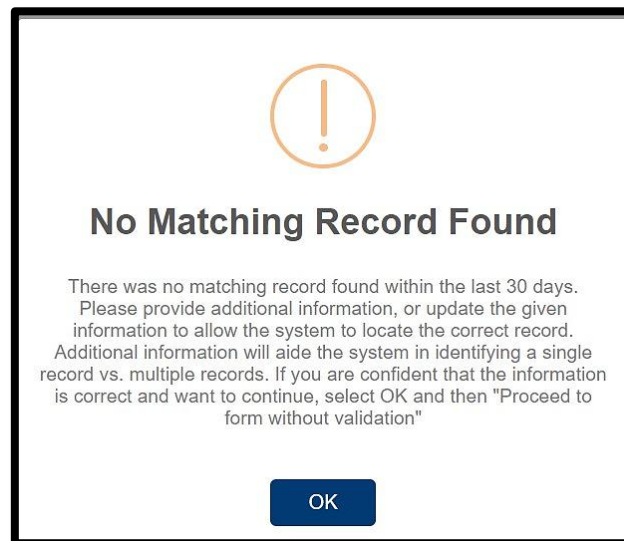 No Matching Record Found
There was no matching record found within the last 30 days.
Please provide additional information, or update the given
information to allow the system to locate the correct record.
Additional information will aide the system in identifying a single
record vs. multiple records. If you are confident that the information
is correct and want to continue, select OK and then "Proceed to
form without validation"
OK